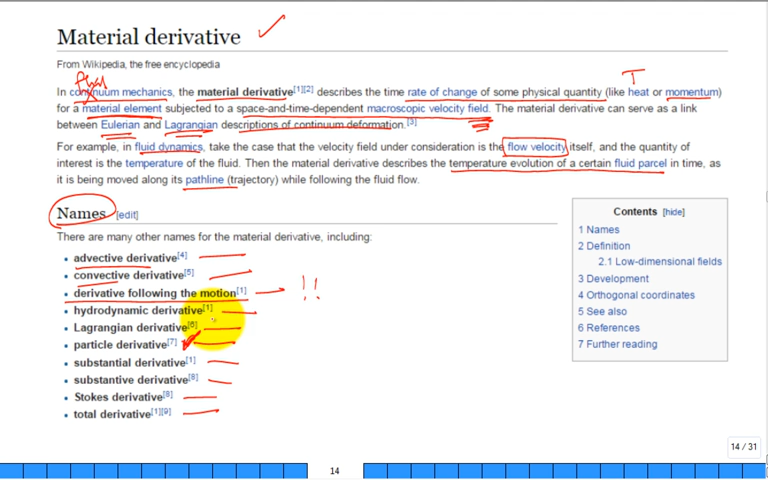 Material derivative
From Wikipedia, the free encyclopedia
T
In continuum mechanics, the material derivative[1][2] describes the time rate of change of some physical quantity (like heat or momentum)
for a material element subjected to a space-and-time-dependent macroscopic velocity field. The material derivative can serve as a link
between Eulerian and Lagrangian descriptions of continuum deformation.[3]
For example, in fluid dynamics, take the case that the velocity field under consideration is the flow velocity itself, and the quantity of
interest is the temperature of the fluid. Then the material derivative describes the temperature evolution of a certain fluid parcel in time, as
it is being moved along its pathline (trajectory) while following the fluid flow.
Names [edit]
There are many other names for the material derivative, including:
• advective derivative[4]
• convective derivative[5]
• derivative following the motion[1] !!
• hydrodynamic derivative[1]
• Lagrangian derivative[6]
• particle derivative[7]
• substantial derivative[1]
• substantive derivative[8]
• Stokes derivative[8]
• total derivative[1][9]
Contents [hide]
1 Names
2 Definition
2.1 Low-dimensional fields
3 Development
4 Orthogonal coordinates
5 See also
6 References
7 Further reading
14 / 31
14